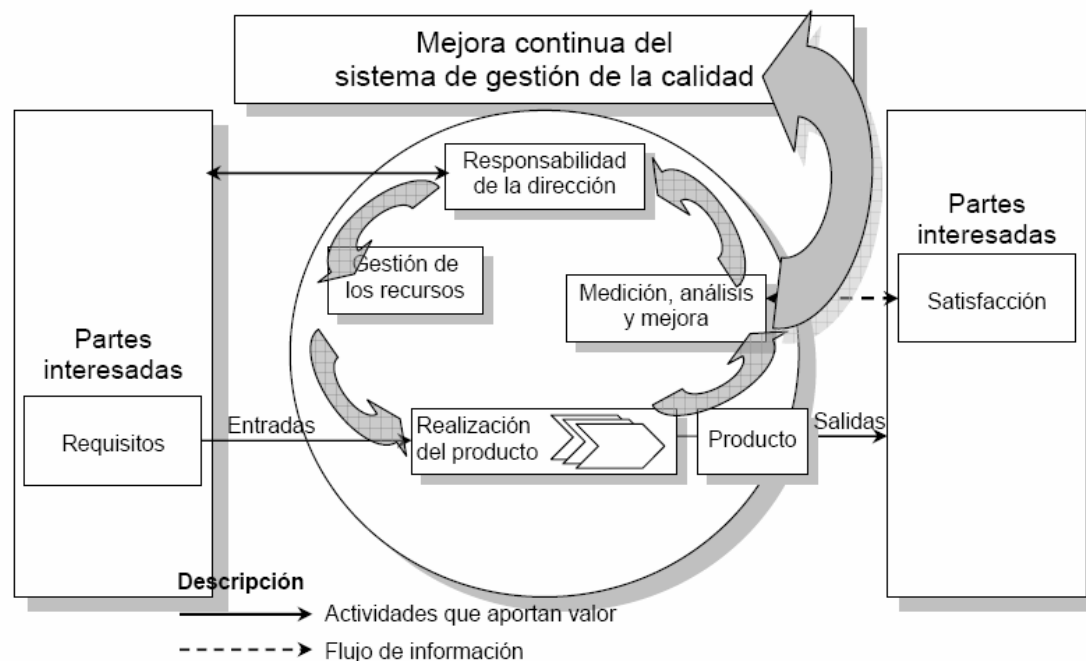 Mejora continua del
sistema de gestión de la calidad
Responsabilidad
de la dirección
Gestión de
los recursos
Medición, análisis
y mejora
Partes
interesadas
Satisfacción
Partes
interesadas
Requisitos
Entradas
Realización
del producto
Producto
Salidas
Descripción
Actividades que aportan valor
Flujo de información